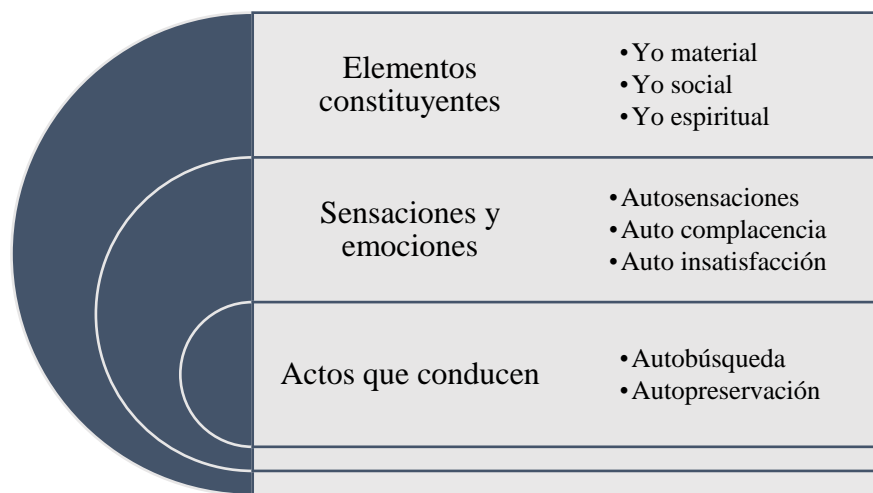 Elementos
constituyentes
•Yo material
•Yo social
•Yo espiritual
Sensaciones y
emociones
•Autosensaciones
•Auto complacencia
•Auto insatisfacción
Actos que conducen
•Autobúsqueda
•Autopreservación